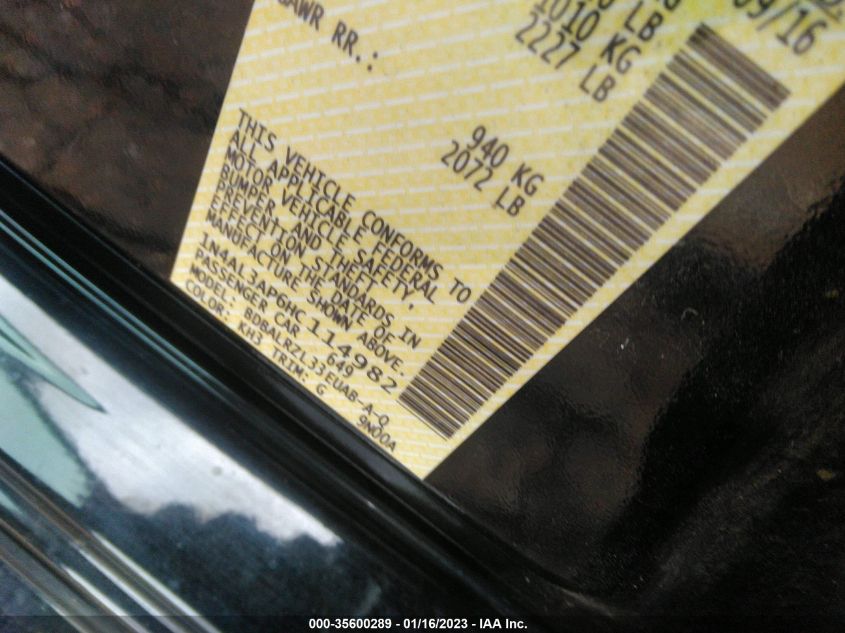 09/16
LB
1010 KG
2227 LB
GAWR RR.:
940 KG
2072 LB
THIS VEHICLE CONFORMS TO
ALL APPLICABLE FEDERAL
MOTOR VEHICLE SAFETY,
BUMPER AND THEFT
PREVENTION STANDARDS IN
EFFECT ON THE DATE OF
MANUFACTURE SHOWN ABOVE.
1N4AL3AP6HC114982
PASSENGER CAR 649
MODEL: BDBALRZL33EUAB-A-Q
COLOR: KH3 TRIM: G 9N00A
000-35600289 - 01/16/2023 - IAA Inc.